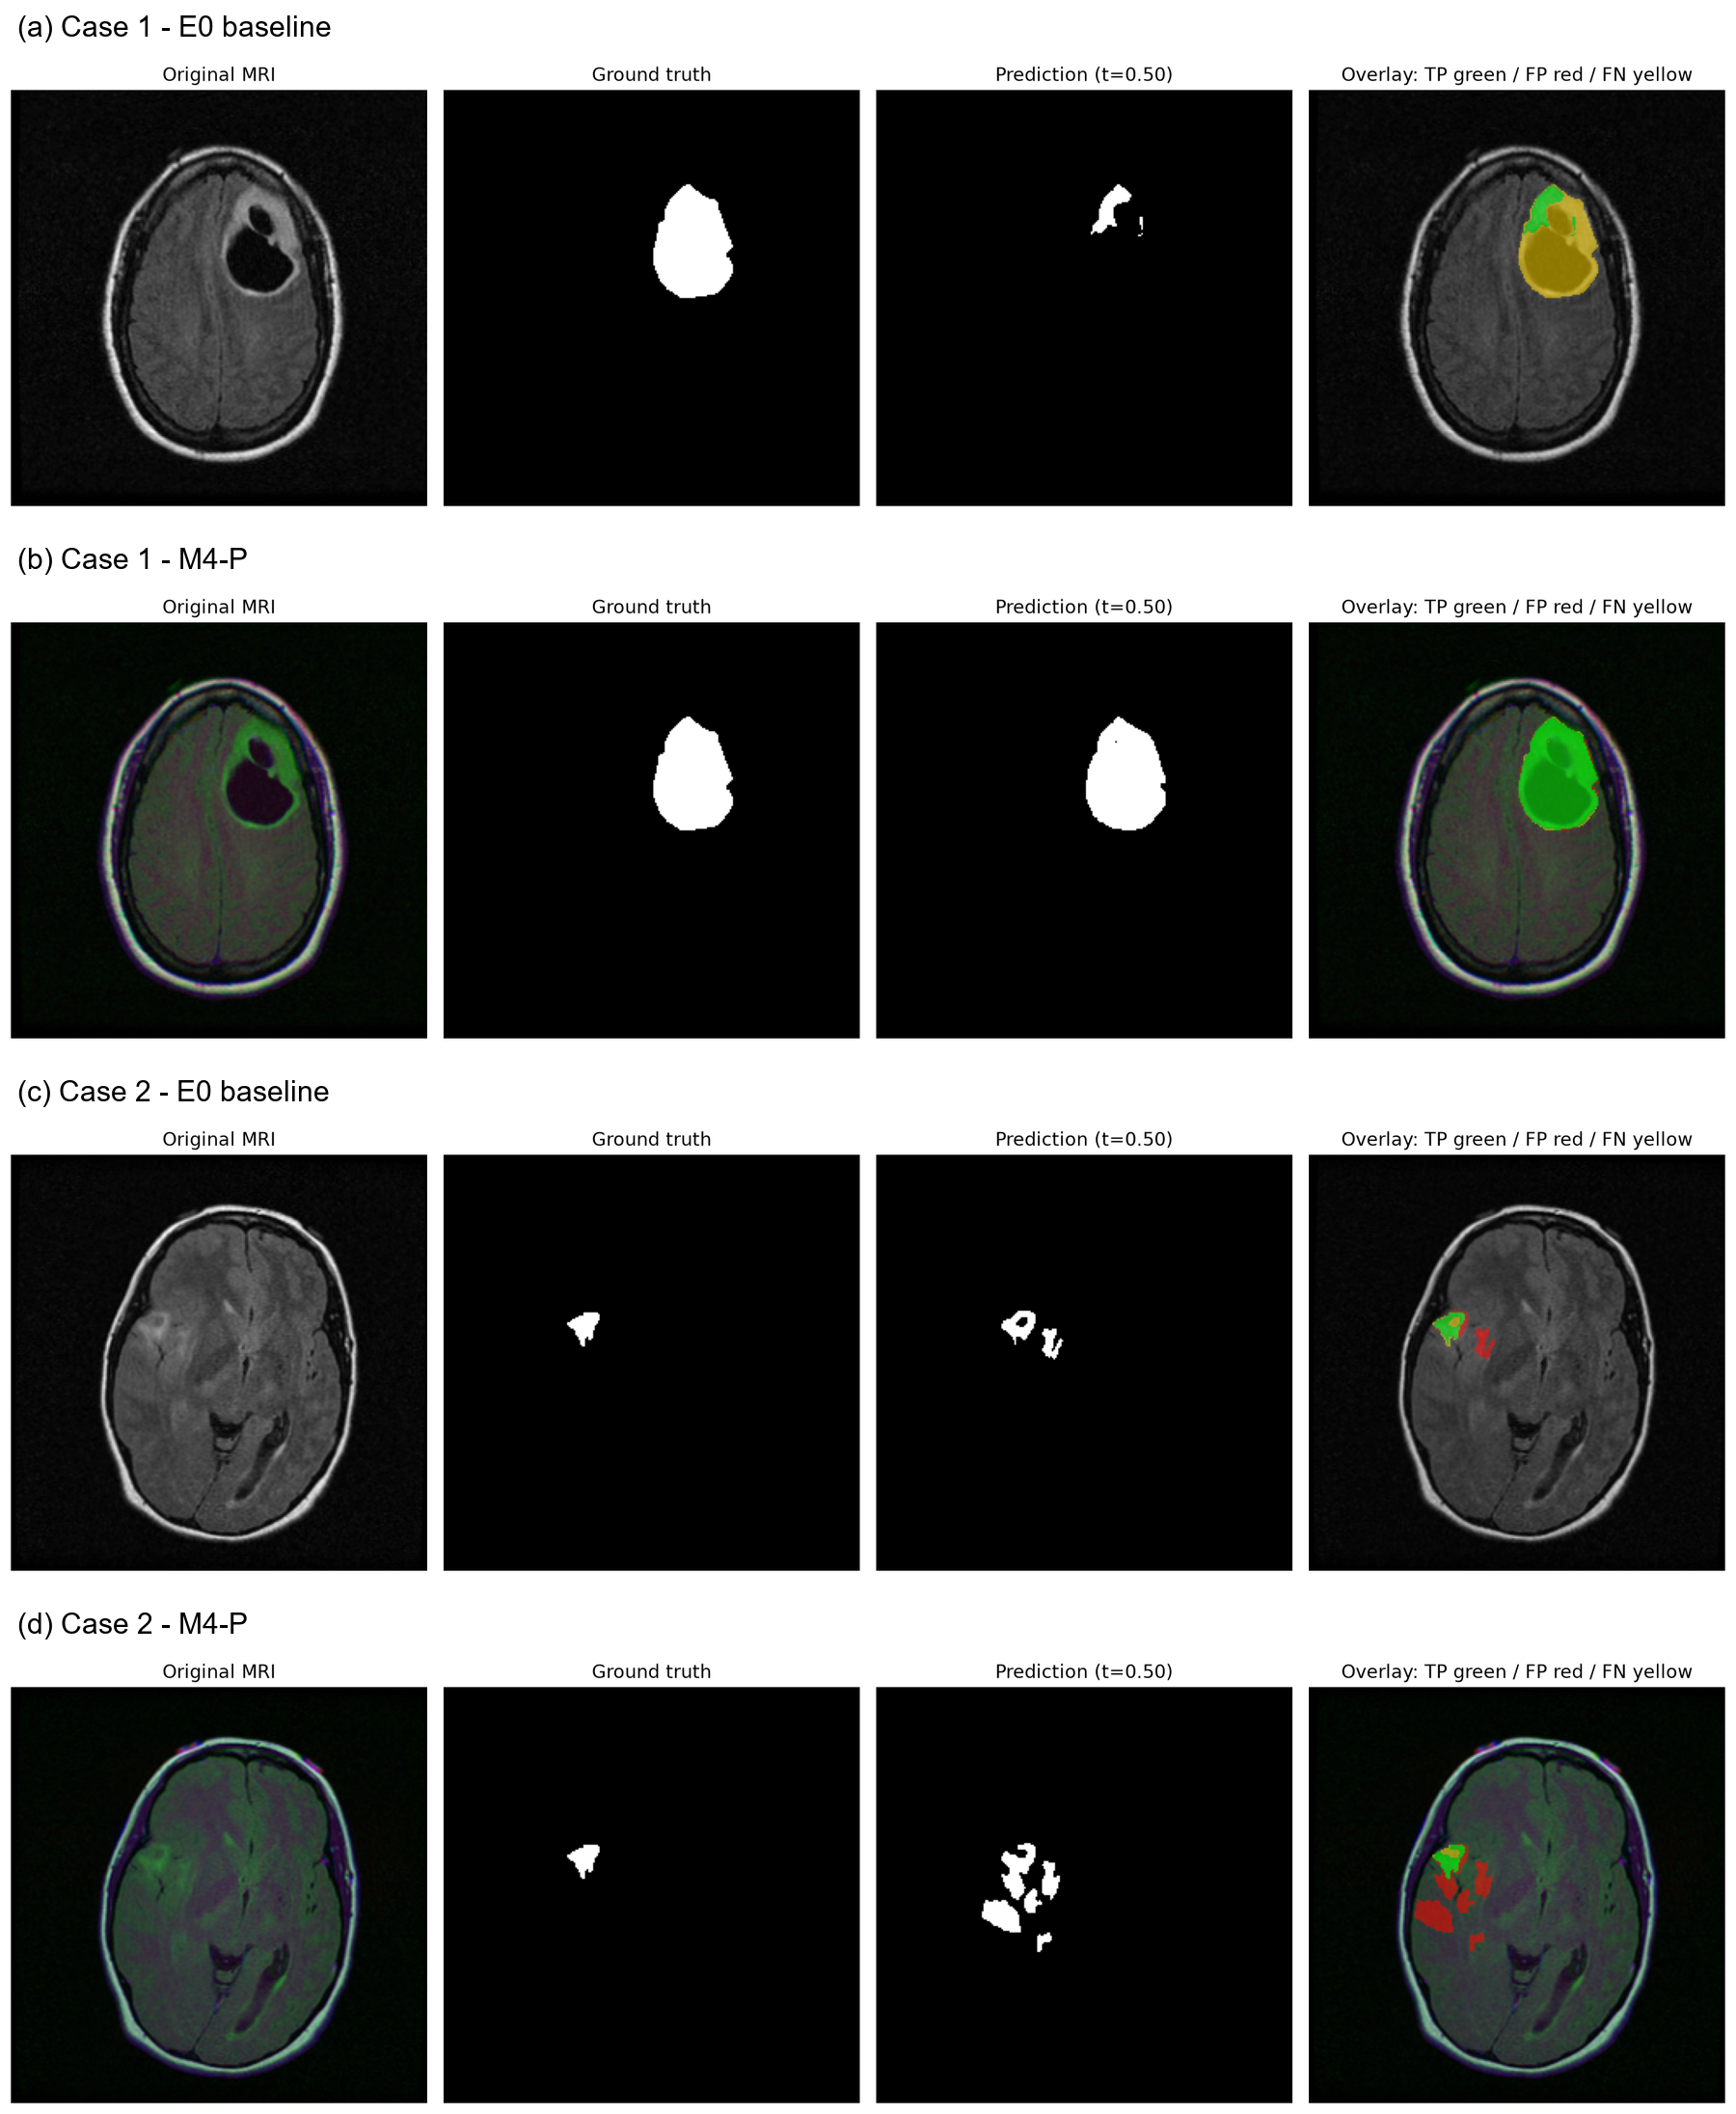 (a) Case 1 - E0 baseline
Original MRI
Ground truth
Prediction (t=0.50)
Overlay: TP green / FP red / FN yellow
(b) Case 1 - M4-P
Original MRI
Ground truth
Prediction (t=0.50)
Overlay: TP green / FP red / FN yellow
(c) Case 2 - E0 baseline
Original MRI
Ground truth
Prediction (t=0.50)
Overlay: TP green / FP red / FN yellow
(d) Case 2 - M4-P
Original MRI
Ground truth
Prediction (t=0.50)
Overlay: TP green / FP red / FN yellow